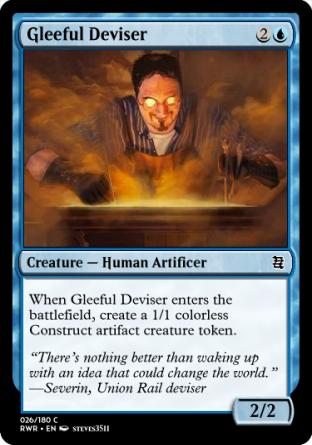 Gleeful Deviser 2
Creature — Human Artificer
When Gleeful Deviser enters the
battlefield, create a 1/1 colorless
Construct artifact creature token.
“There's nothing better than waking up
with an idea that could change the world.”
—Severin, Union Rail deviser
2/2
026/180 C
RWR • EN STEVES3511